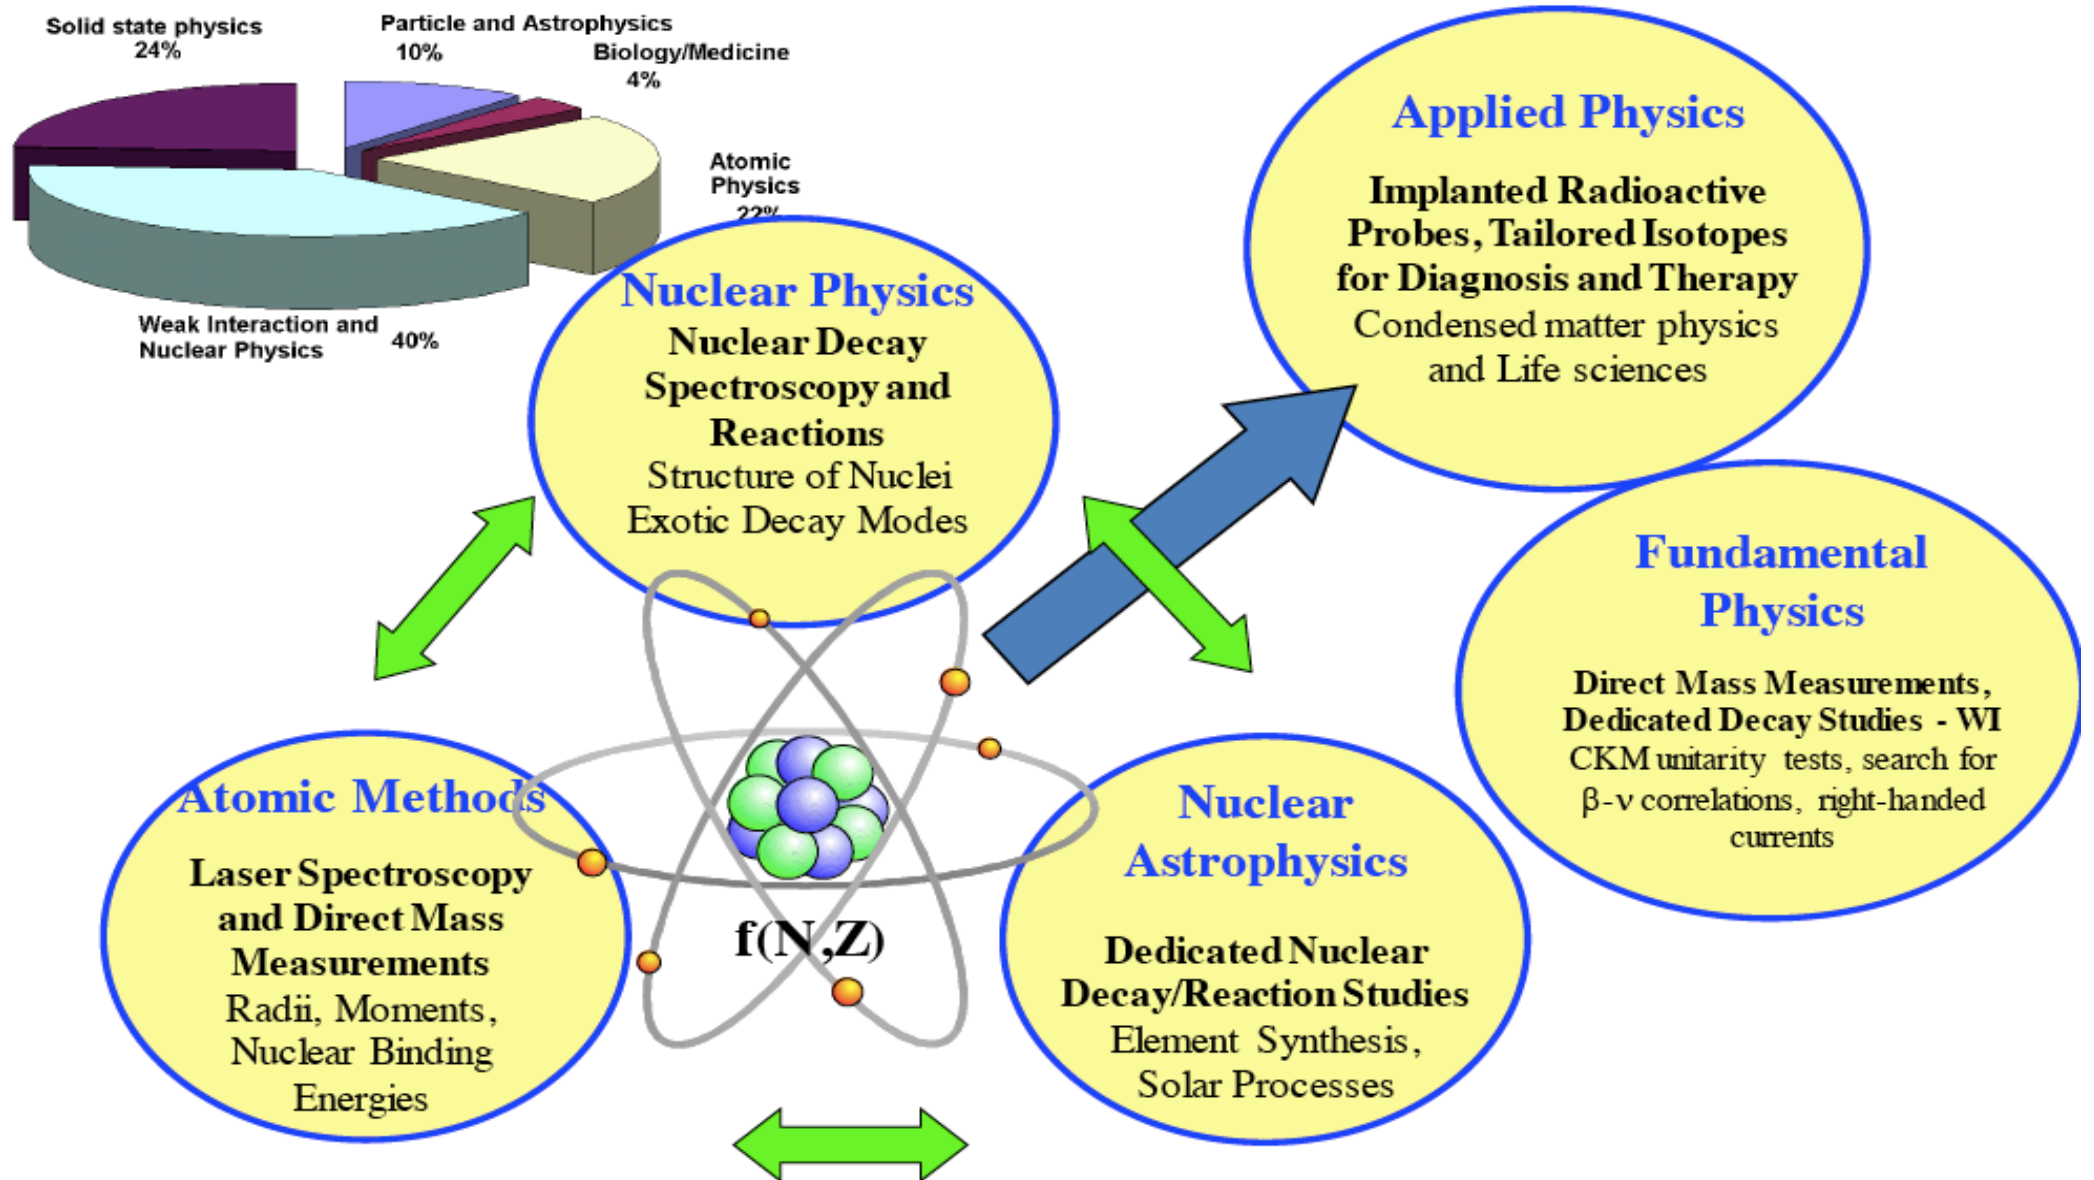 Solid state physics
24%
Particle and Astrophysics
10%
Biology/Medicine
4%
Atomic
Physics
22%
Weak Interaction and
Nuclear Physics
40%
Nuclear Physics
Nuclear Decay
Spectroscopy and
Reactions
Structure of Nuclei
Exotic Decay Modes
Applied Physics
Implanted Radioactive
Probes, Tailored Isotopes
for Diagnosis and Therapy
Condensed matter physics
and Life sciences
Fundamental
Physics
Direct Mass Measurements,
Dedicated Decay Studies - WI
CKM unitarity tests, search for
β-ν correlations, right-handed
currents
Atomic Methods
Laser Spectroscopy
and Direct Mass
Measurements
Radii, Moments,
Nuclear Binding
Energies
f(N,Z)
Nuclear
Astrophysics
Dedicated Nuclear
Decay/Reaction Studies
Element Synthesis,
Solar Processes